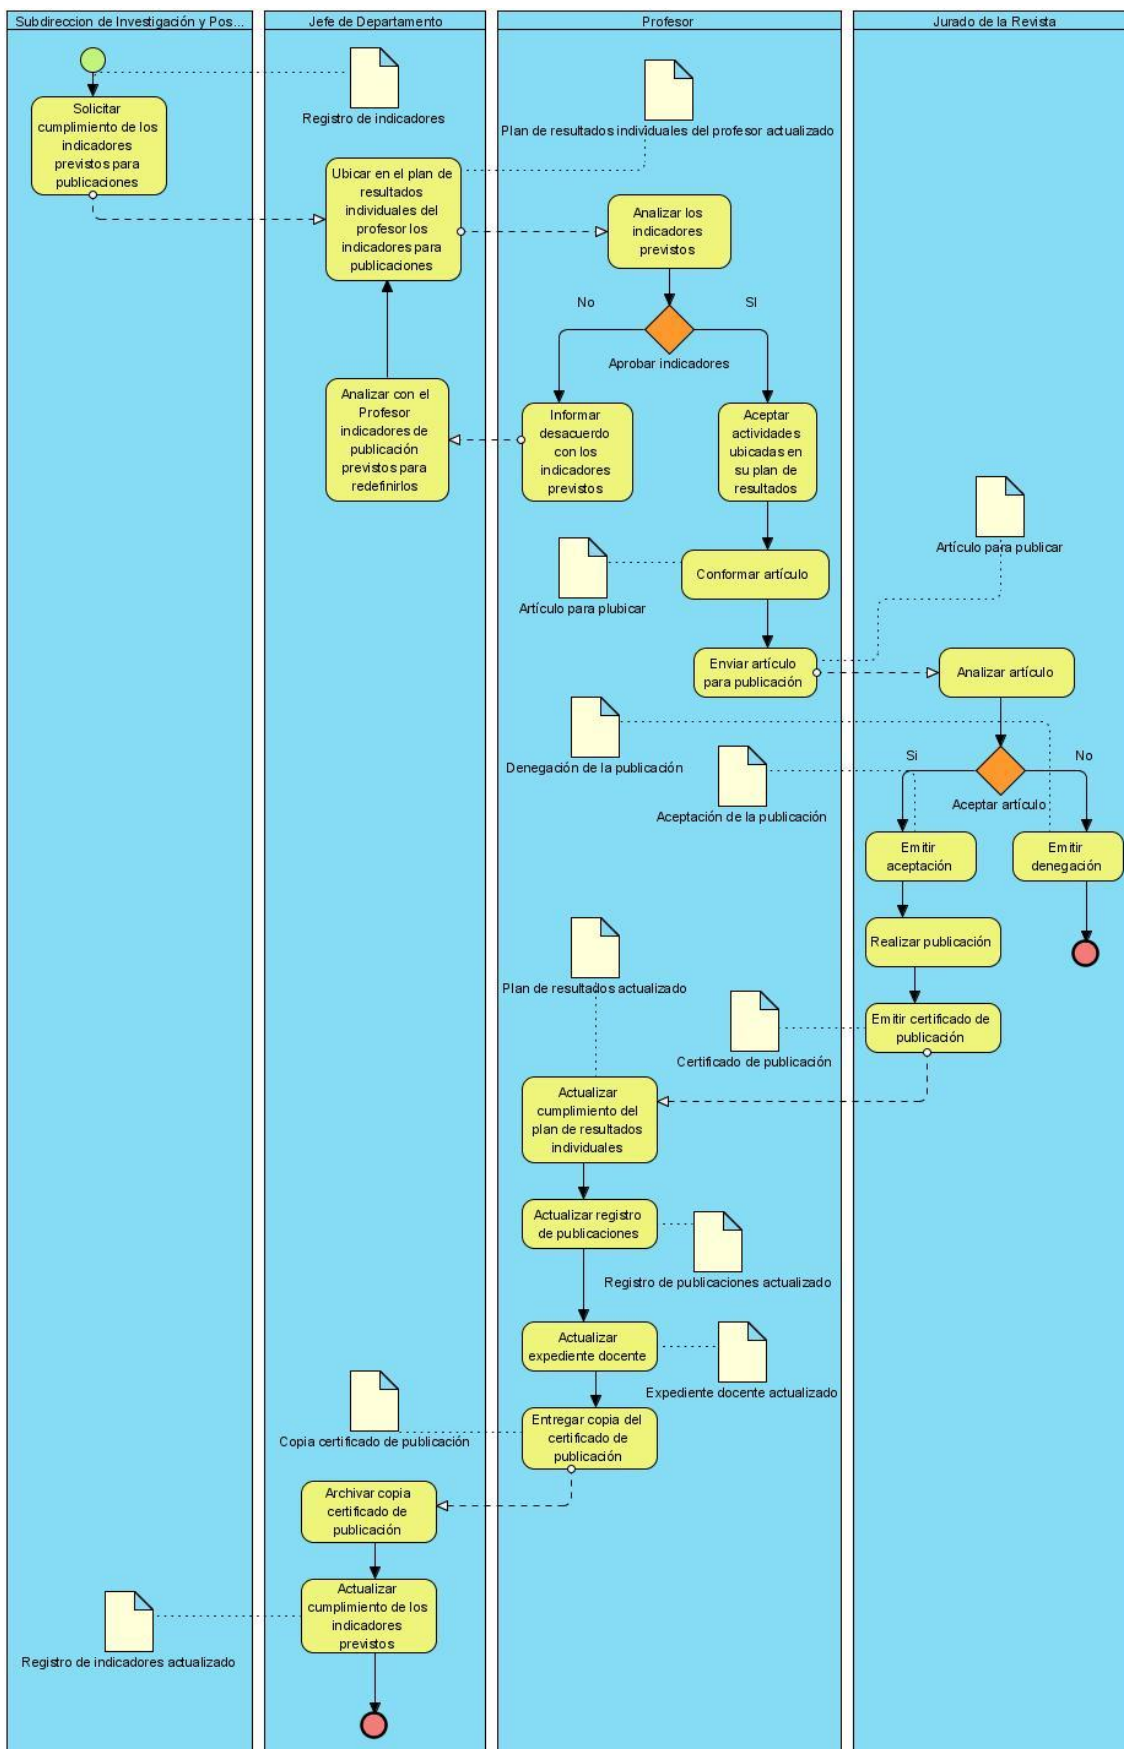 Subdireccion de Investigación y Pos...
Jefe de Departamento
Profesor
Jurado de la Revista
Solicitar
cumplimiento de los
indicadores
previstos para
publicaciones
Registro de indicadores
Plan de resultados individuales del profesor actualizado
Ubicar en el plan de
resultados
individuales del
profesor los
indicadores para
publicaciones
Analizar los
indicadores
previstos
No
SI
Aprobar indicadores
Analizar con el
Profesor
indicadores de
publicación
previstos para
redefinirlos
Informar
desacuerdo
con los
indicadores
previstos
Aceptar
actividades
ubicadas en
su plan de
resultados
Artículo para publicar
Conformar artículo
Artículo para plubicar
Enviar artículo
para publicación
Analizar artículo
Denegación de la publicación
Si
No
Aceptar artículo
Aceptación de la publicación
Emitir
aceptación
Emitir
denegación
Realizar publicación
Plan de resultados actualizado
Emitir certificado de
publicación
Certificado de publicación
Actualizar
cumplimiento del
plan de resultados
individuales
Actualizar registro
de publicaciones
Registro de publicaciones actualizado
Actualizar
expediente docente
Expediente docente actualizado
Entregar copia del
certificado de
publicación
Copia certificado de publicación
Archivar copia
certificado de
publicación
Actualizar
cumplimiento de los
indicadores
previstos
Registro de indicadores actualizado